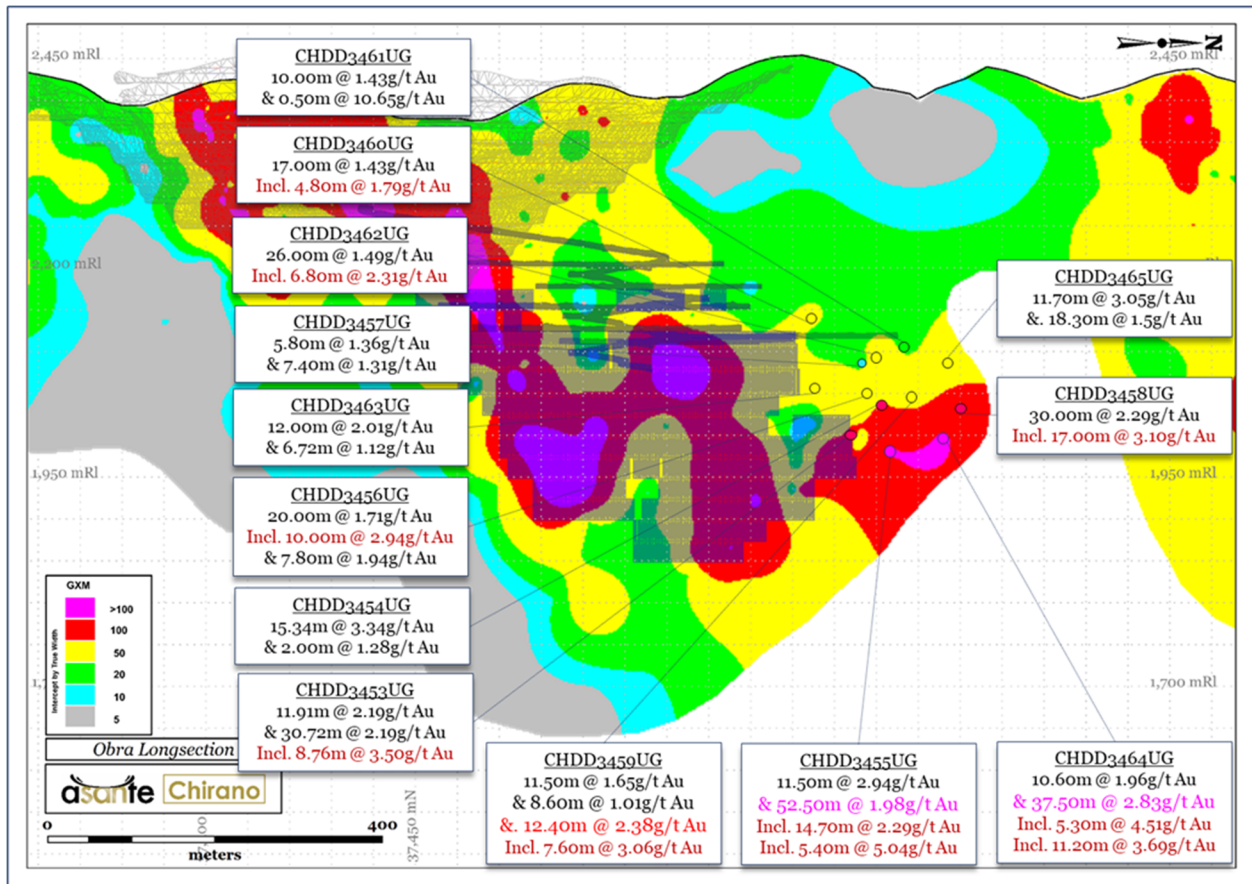 2,450 mRl
N
2,450 mRl
CHDD3461UG
10.00m @ 1.43g/t Au
& 0.50m @ 10.65g/t Au
CHDD3460UG
17.00m @ 1.43g/t Au
Incl. 4.80m @ 1.79g/t Au
CHDD3462UG
26.00m @ 1.49g/t Au
Incl. 6.80m @ 2.31g/t Au
2,200 mRl
CHDD3465UG
11.70m @ 3.05g/t Au
&. 18.30m @ 1.5g/t Au
CHDD3457UG
5.80m @ 1.36g/t Au
& 7.40m @ 1.31g/t Au
CHDD3458UG
30.00m @ 2.29g/t Au
Incl. 17.00m @ 3.10g/t Au
CHDD3463UG
12.00m @ 2.01g/t Au
& 6.72m @ 1.12g/t Au
1,950 mRl
1,950 mRl
CHDD3456UG
20.00m @ 1.71g/t Au
Incl. 10.00m @ 2.94g/t Au
& 7.80m @ 1.94g/t Au
CHDD3454UG
15.34m @ 3.34g/t Au
& 2.00m @ 1.28g/t Au
GXM
Intercept by True Width
>100
100
50
20
10
5
1,700 mRl
CHDD3453UG
11.91m @ 2.19g/t Au
& 30.72m @ 2.19g/t Au
Incl. 8.76m @ 3.50g/t Au
Obra Longsection
asante Chirano
0 400
meters
37,450 mN
CHDD3459UG
11.50m @ 1.65g/t Au
& 8.60m @ 1.01g/t Au
&. 12.40m @ 2.38g/t Au
Incl. 7.60m @ 3.06g/t Au
CHDD3455UG
11.50m @ 2.94g/t Au
& 52.50m @ 1.98g/t Au
Incl. 14.70m @ 2.29g/t Au
Incl. 5.40m @ 5.04g/t Au
CHDD3464UG
10.60m @ 1.96g/t Au
& 37.50m @ 2.83g/t Au
Incl. 5.30m @ 4.51g/t Au
Incl. 11.20m @ 3.69g/t Au